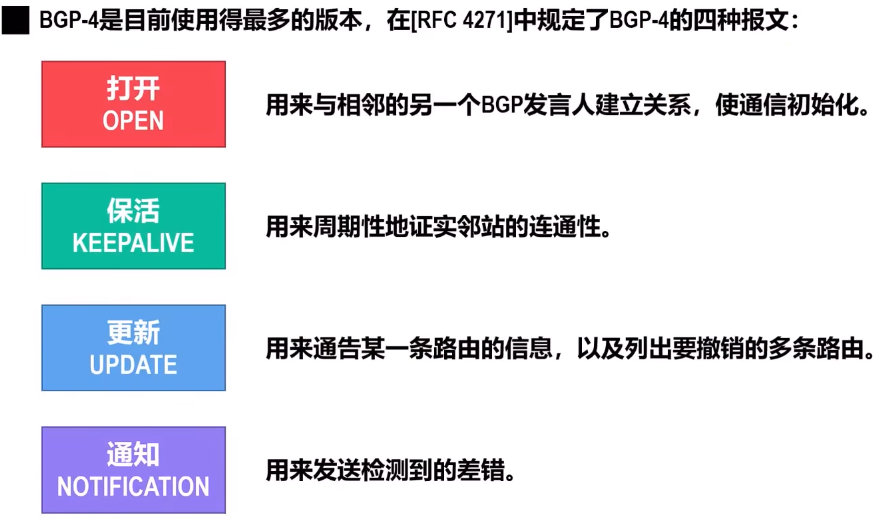 BGP-4是目前使用得最多的版本，在[RFC 4271]中规定了BGP-4的四种报文：
打开
OPEN
用来与相邻的另一个BGP发言人建立关系，使通信初始化。
保活
KEEPALIVE
用来周期性地证实邻站的连通性。
更新
UPDATE
用来通告某一条路由的信息，以及列出要撤销的多条路由。
通知
NOTIFICATION
用来发送检测到的差错。